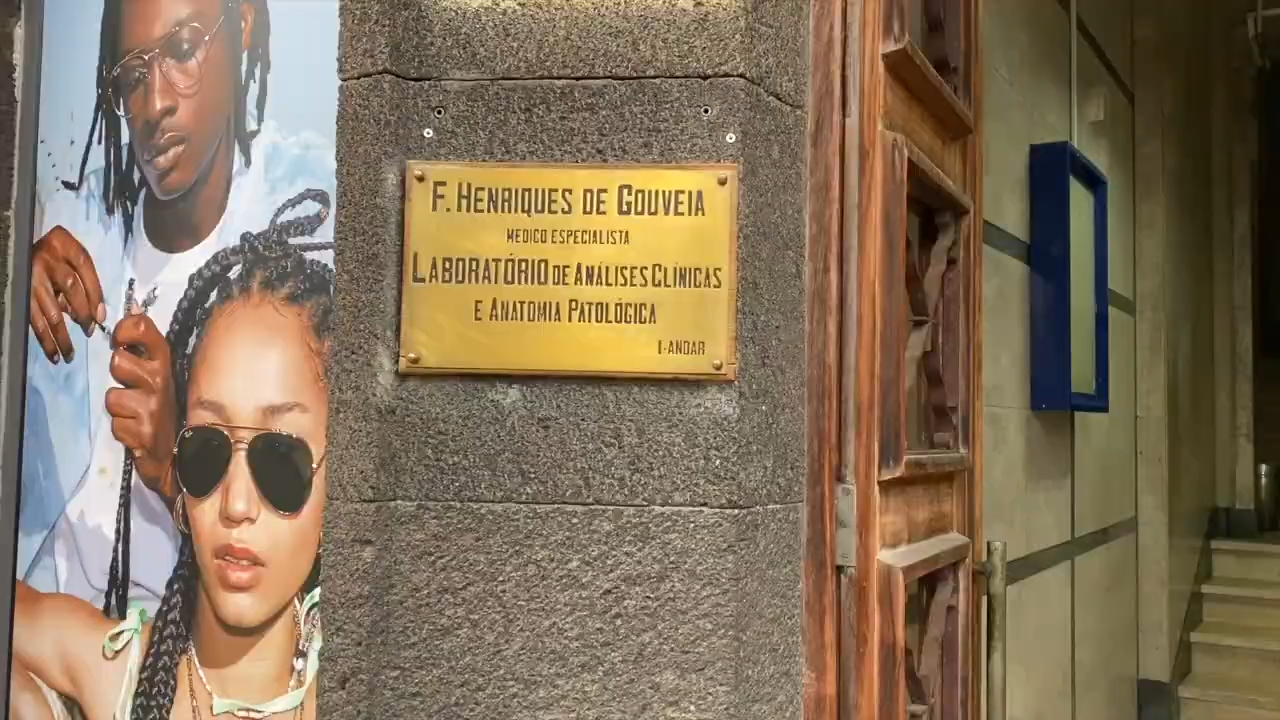 F. HENRIQUES DE GOUVEIA
MEDICO ESPECIALISTA
LABORATÓRIO DE ANÁLISES CLÍNICAS
E ANATOMIA PATOLÓGICA
1-ANDAR